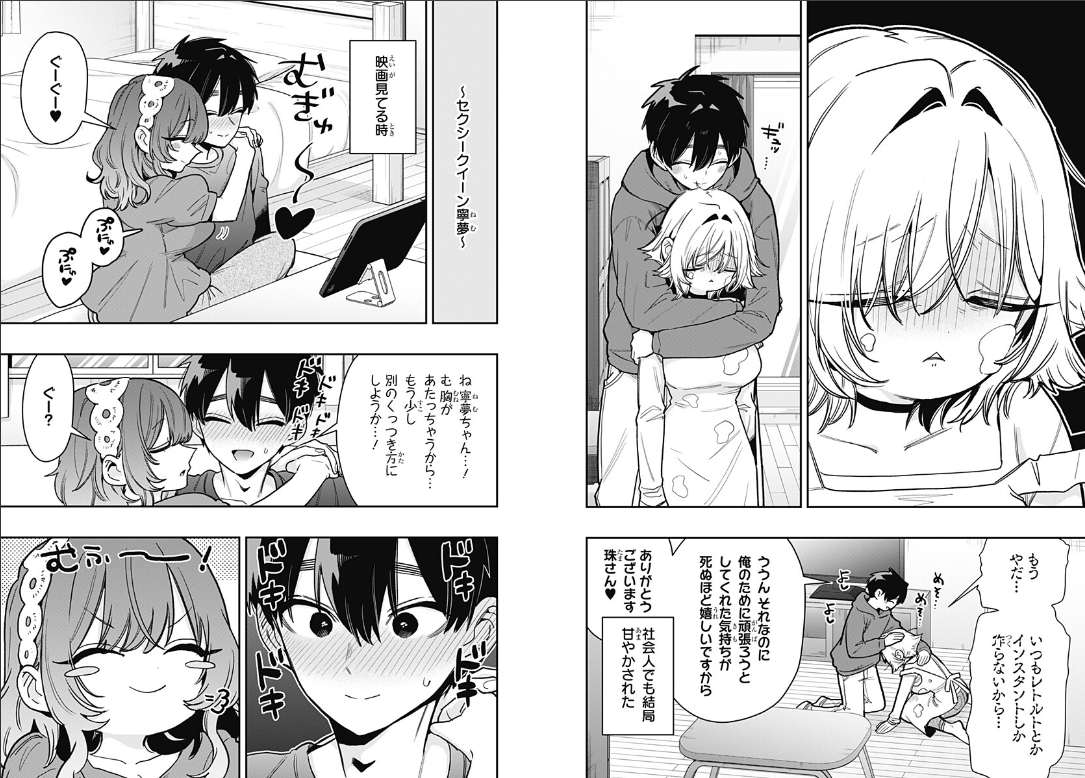 ギュッ…
もう
やだ…
いつもレトルトとか
インスタントしか
作らないから…
めそ…
めそ…
よし
よし
ううん それなのに
俺のために頑張ろうと
してくれた気持ちが
死ぬほど嬉しいですから
ありがとう
ございます
珠さん♥
社会人でも結局
甘やかされた
～セクシークイーン寧夢～
映画見てる時
むぎゅ～
ぐーぐー♥
ぷにゅ♥
ぷにゅ♥
ね 寧夢ちゃん…！
む 胸が
あたっちゃうから…
もう少し
別のくっつき方に
しようか…！
ドキ
ドキ
ドキ
ドキ
ぐー？
ドキ
ドキ
ドキ
むふーー！